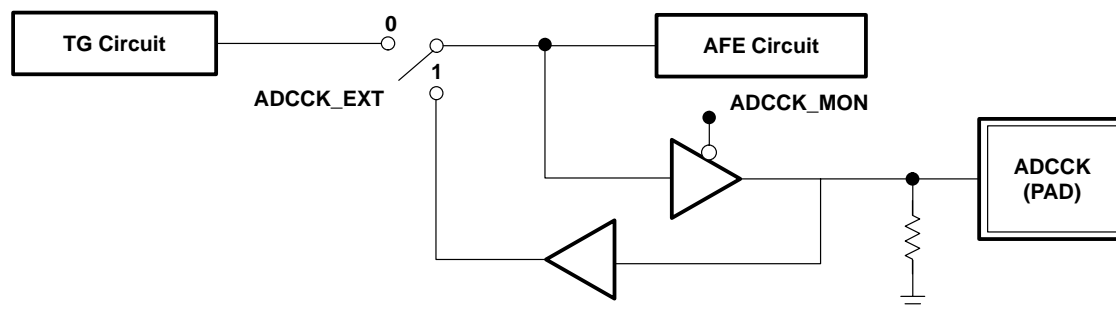 TG Circuit
0
AFE Circuit
1
ADCCK_EXT
ADCCK_MON
ADCCK
(PAD)